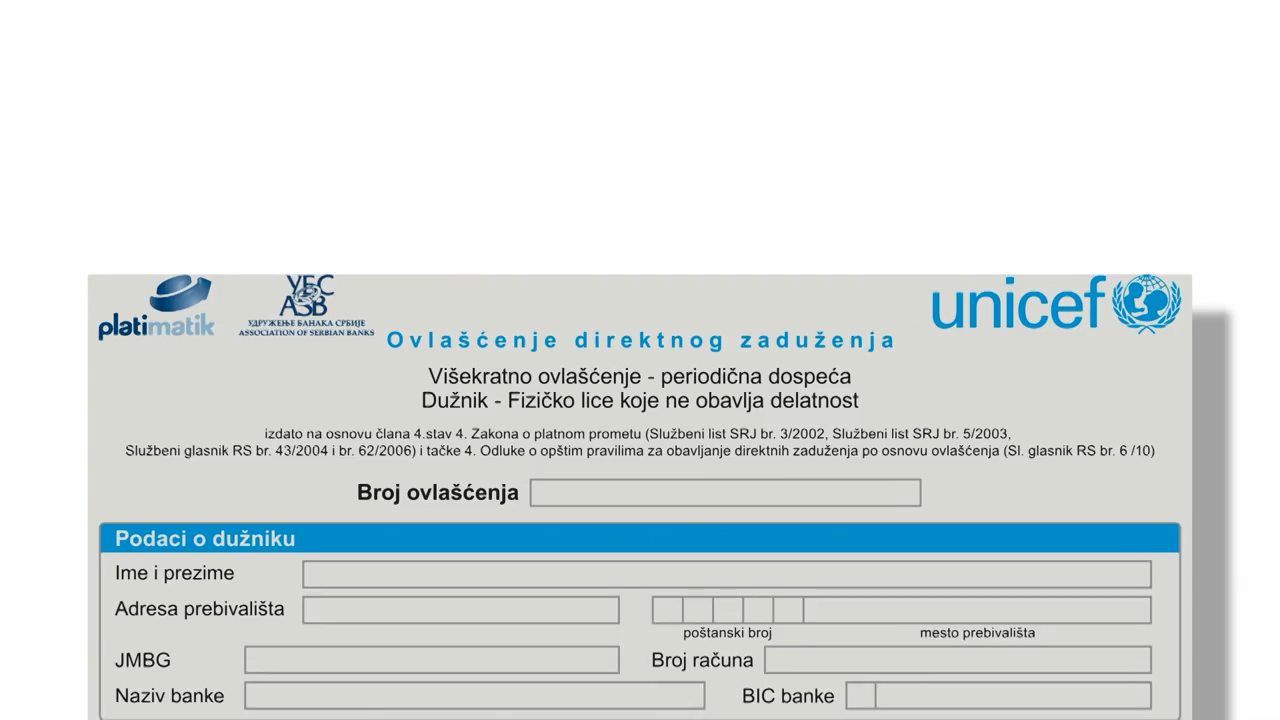 platimatik
УБС
ASB
УДРУЖЕЊЕ БАНАКА СРБИЈЕ
ASSOCIATION OF SERBIAN BANKS
unicef
Ovlašćenje direktnog zaduženja
Višekratno ovlašćenje - periodična dospeća
Dužnik - Fizičko lice koje ne obavlja delatnost
izdato na osnovu člana 4.stav 4. Zakona o platnom prometu (Službeni list SRJ br. 3/2002, Službeni list SRJ br. 5/2003,
Službeni glasnik RS br. 43/2004 i br. 62/2006) i tačke 4. Odluke o opštim pravilima za obavljanje direktnih zaduženja po osnovu ovlašćenja (Sl. glasnik RS br. 6 /10)
Broj ovlašćenja
Podaci o dužniku
Ime i prezime
Adresa prebivališta
poštanski broj mesto prebivališta
JMBG Broj računa
Naziv banke BIC banke